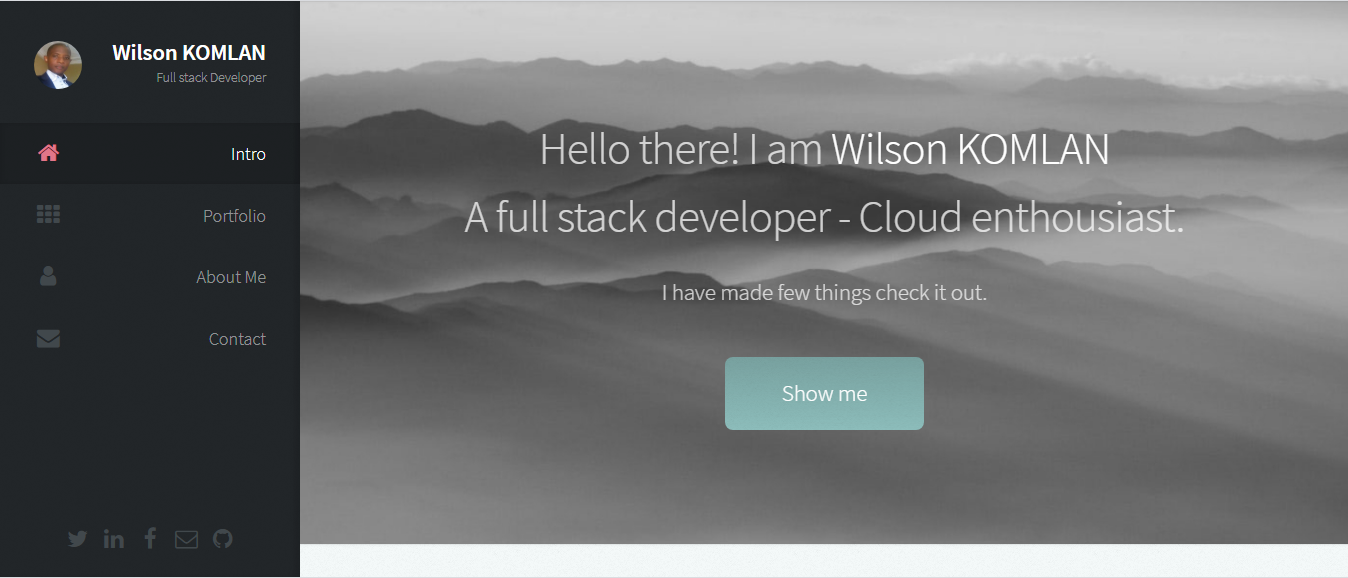 Wilson KOMLAN
Full stack Developer
Intro
Portfolio
About Me
Contact
Hello there! I am Wilson KOMLAN
A full stack developer - Cloud enthousiast.
I have made few things check it out.
Show me